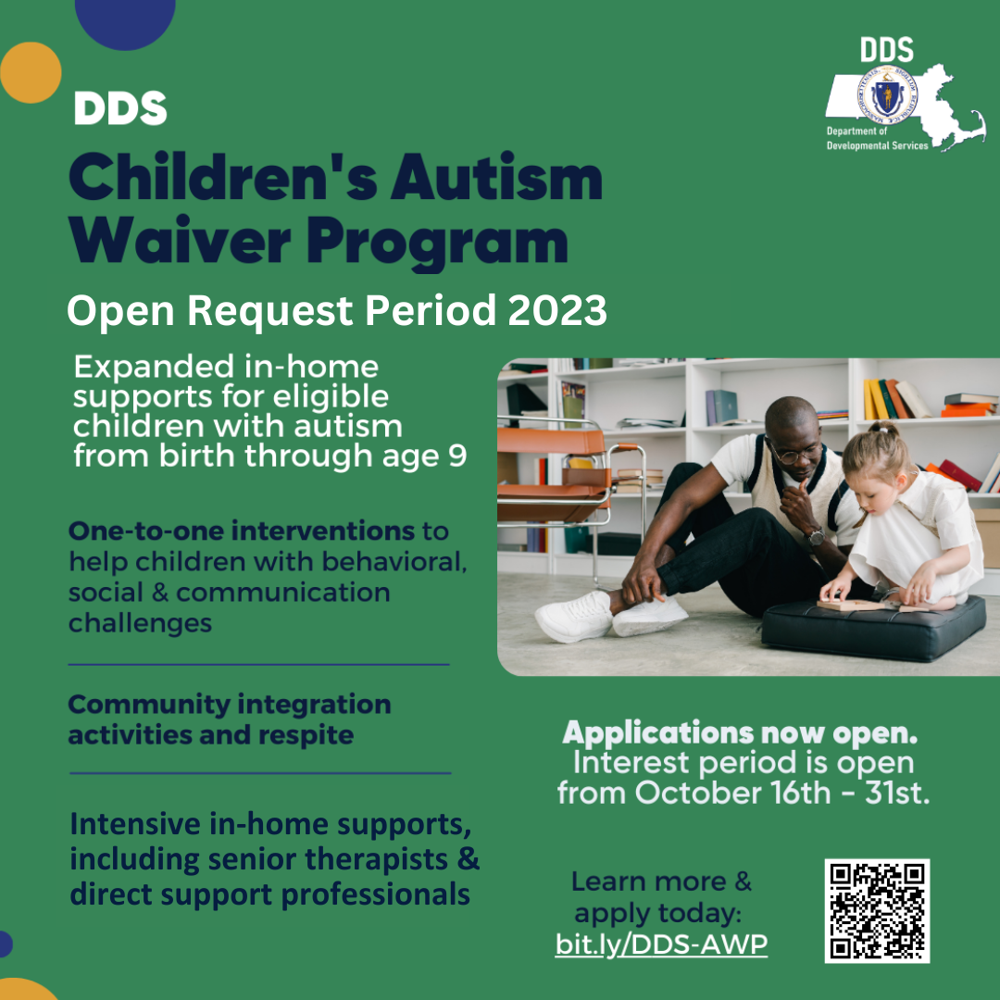 DDS
Department of
Developmental Services
DDS
Children's Autism
Waiver Program
Open Request Period 2023
Expanded in-home
supports for eligible
children with autism
from birth through age 9
One-to-one interventions to
help children with behavioral,
social & communication
challenges
Community integration
activities and respite
Intensive in-home supports,
including senior therapists &
direct support professionals
Applications now open.
Interest period is open
from October 16th - 31st.
Learn more &
apply today:
bit.ly/DDS-AWP